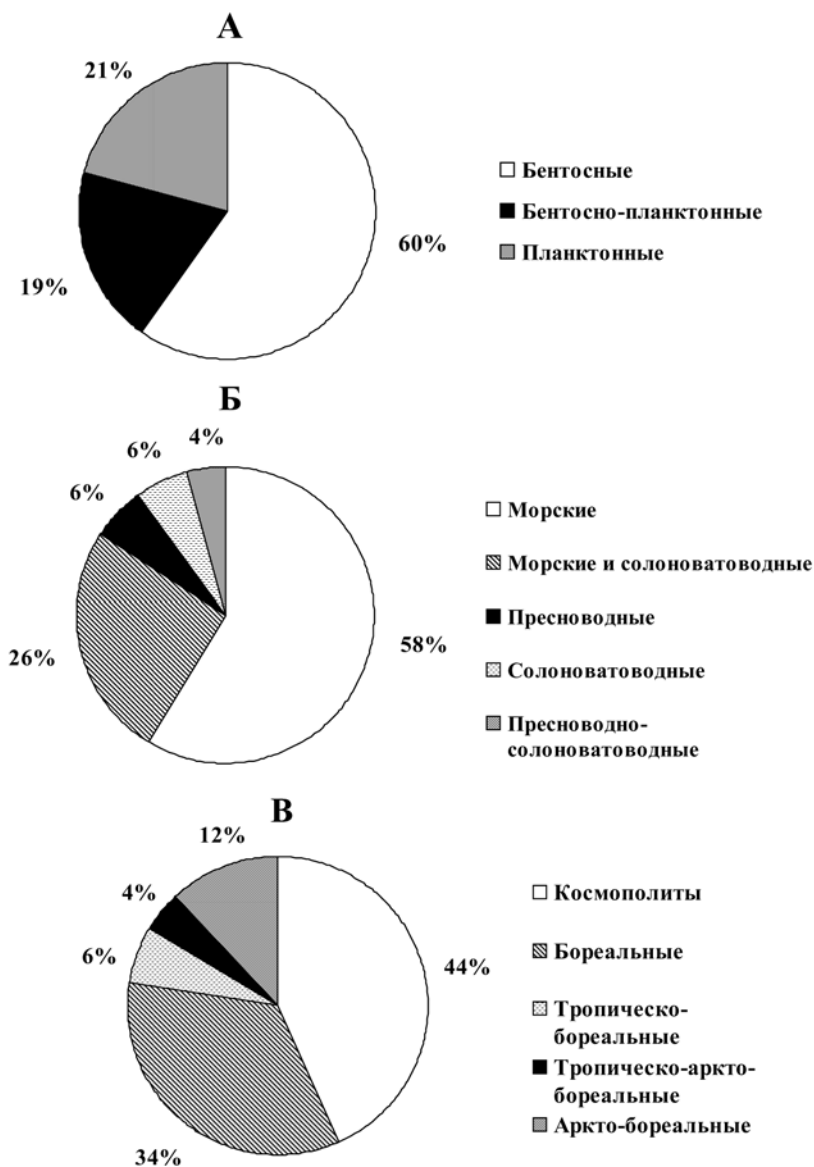 А
21%
Бентосные
Бентосно-планктонные
Планктонные
60%
19%
Б
6%
4%
6%
Морские
Морские и солоноватоводные
Пресноводные
58%
26%
Солоноватоводные
Пресноводно-
солоноватоводные
В
12%
4%
Космополиты
6%
44%
Бореальные
Тропическо-
бореальные
Тропическо-аркто-
бореальные
Аркто-бореальные
34%